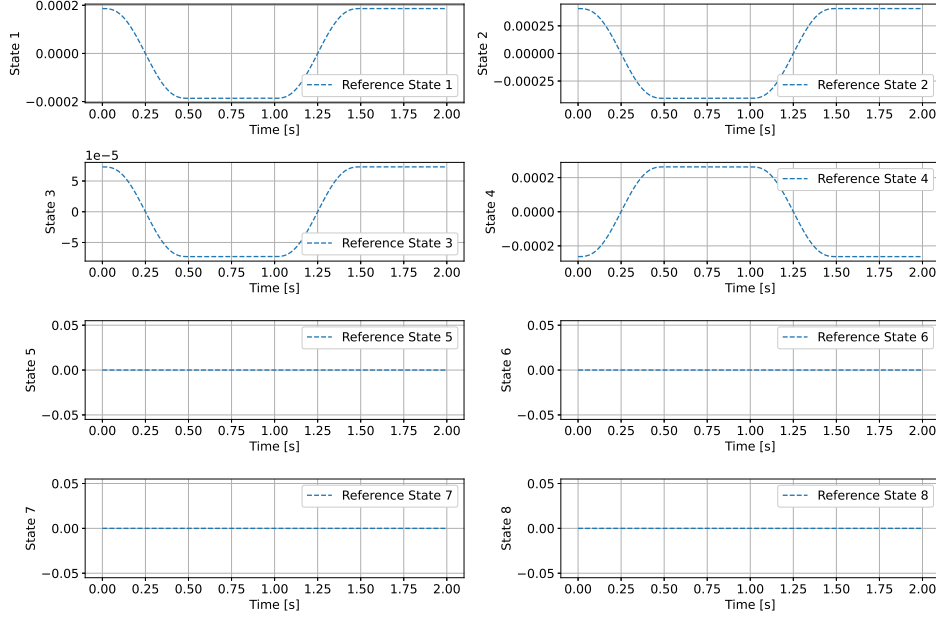 State 1
0.0002
0.0000
−0.0002
Reference State 1
0.00 0.25 0.50 0.75 1.00 1.25 1.50 1.75 2.00
Time [s]
State 2
0.00025
0.00000
−0.00025
Reference State 2
0.00 0.25 0.50 0.75 1.00 1.25 1.50 1.75 2.00
Time [s]
1e−5
State 3
5
0
−5
Reference State 3
0.00 0.25 0.50 0.75 1.00 1.25 1.50 1.75 2.00
Time [s]
State 4
0.0002
0.0000
−0.0002
Reference State 4
0.00 0.25 0.50 0.75 1.00 1.25 1.50 1.75 2.00
Time [s]
State 5
0.05
0.00
−0.05
Reference State 5
0.00 0.25 0.50 0.75 1.00 1.25 1.50 1.75 2.00
Time [s]
State 6
0.05
0.00
−0.05
Reference State 6
0.00 0.25 0.50 0.75 1.00 1.25 1.50 1.75 2.00
Time [s]
State 7
0.05
0.00
−0.05
Reference State 7
0.00 0.25 0.50 0.75 1.00 1.25 1.50 1.75 2.00
Time [s]
State 8
0.05
0.00
−0.05
Reference State 8
0.00 0.25 0.50 0.75 1.00 1.25 1.50 1.75 2.00
Time [s]